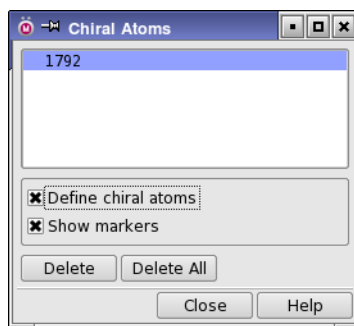 Chiral Atoms
1792
Define chiral atoms
Show markers
Delete Delete All
Close Help